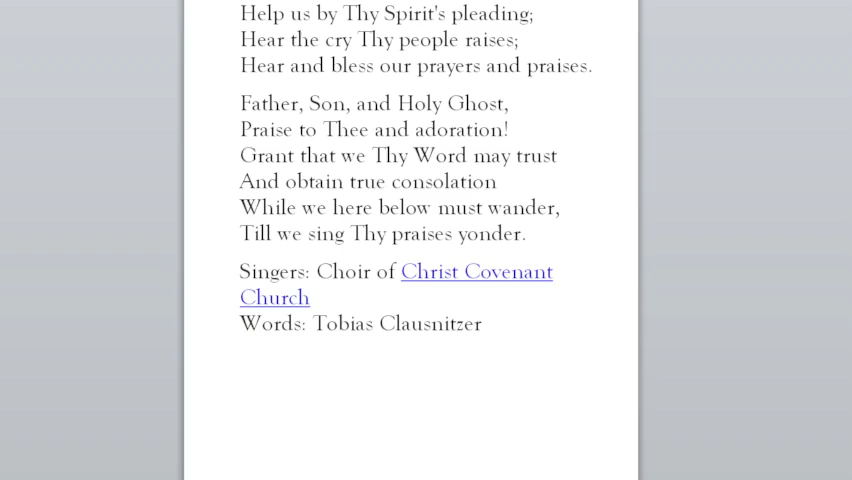 Help us by Thy Spirit's pleading;
Hear the cry Thy people raises;
Hear and bless our prayers and praises.
Father, Son, and Holy Ghost,
Praise to Thee and adoration!
Grant that we Thy Word may trust
And obtain true consolation
While we here below must wander,
Till we sing Thy praises yonder.
Singers: Choir of Christ Covenant
Church
Words: Tobias Clausnitzer